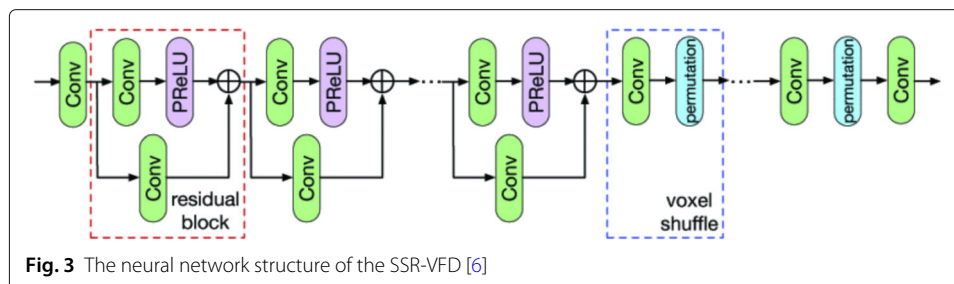 Conv Conv PReLU Conv PReLU Conv PReLU Conv permutation Conv permutation Conv
Conv Conv Conv
residual
block
voxel
shuffle
Fig. 3 The neural network structure of the SSR-VFD [6]